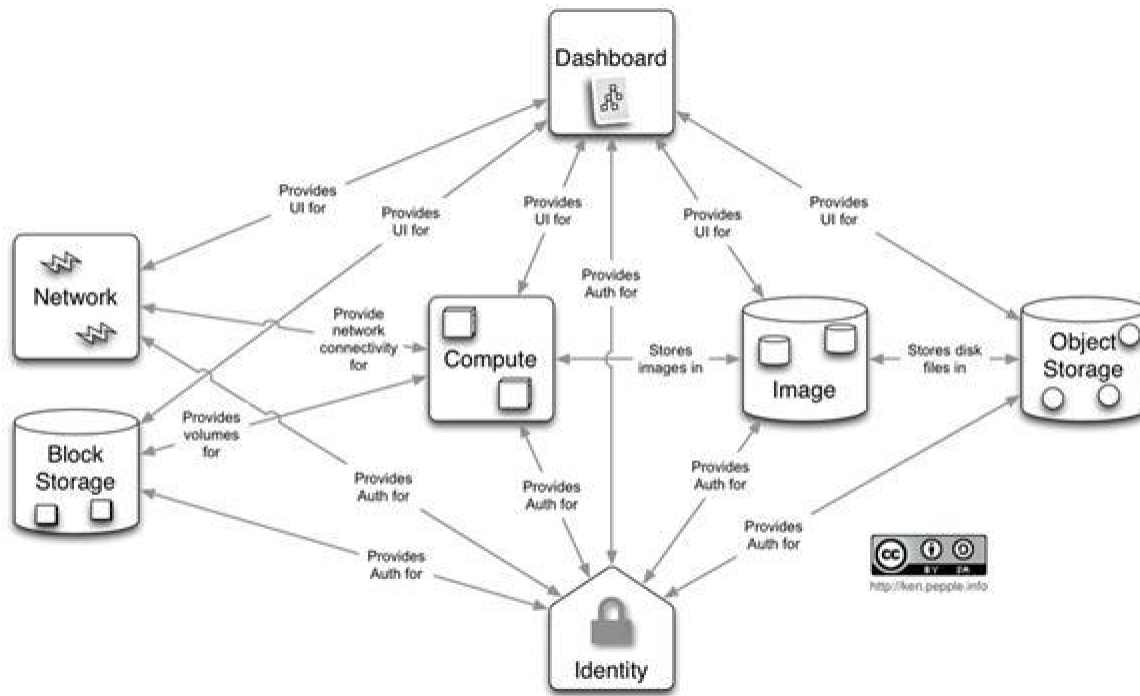 Dashboard
Provides
UI for
Provides
UI for
Provides
UI for
Provides
UI for
Provides
UI for
Provides
Auth for
Network
Provide
network
connectivity
for
Compute
Stores
images in
Image
Stores disk
files in
Object
Storage
Block
Storage
Provides
volumes
for
Provides
Auth for
Provides
Auth for
Provides
Auth for
Provides
Auth for
Provides
Auth for
Identity
cc
BY
http://ken.pepple.info